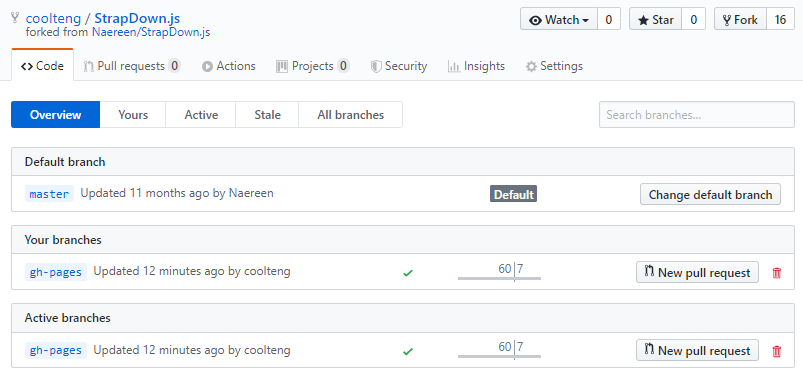 coolteng / StrapDown.js
forked from Naereen/StrapDown.js
Watch 0 Star 0 Fork 16
Code Pull requests 0 Actions Projects 0 Security Insights Settings
Overview Yours Active Stale All branches Search branches...
Default branch
master Updated 11 months ago by Naereen Default Change default branch
Your branches
gh-pages Updated 12 minutes ago by coolteng 60 7 New pull request
Active branches
gh-pages Updated 12 minutes ago by coolteng 60 7 New pull request